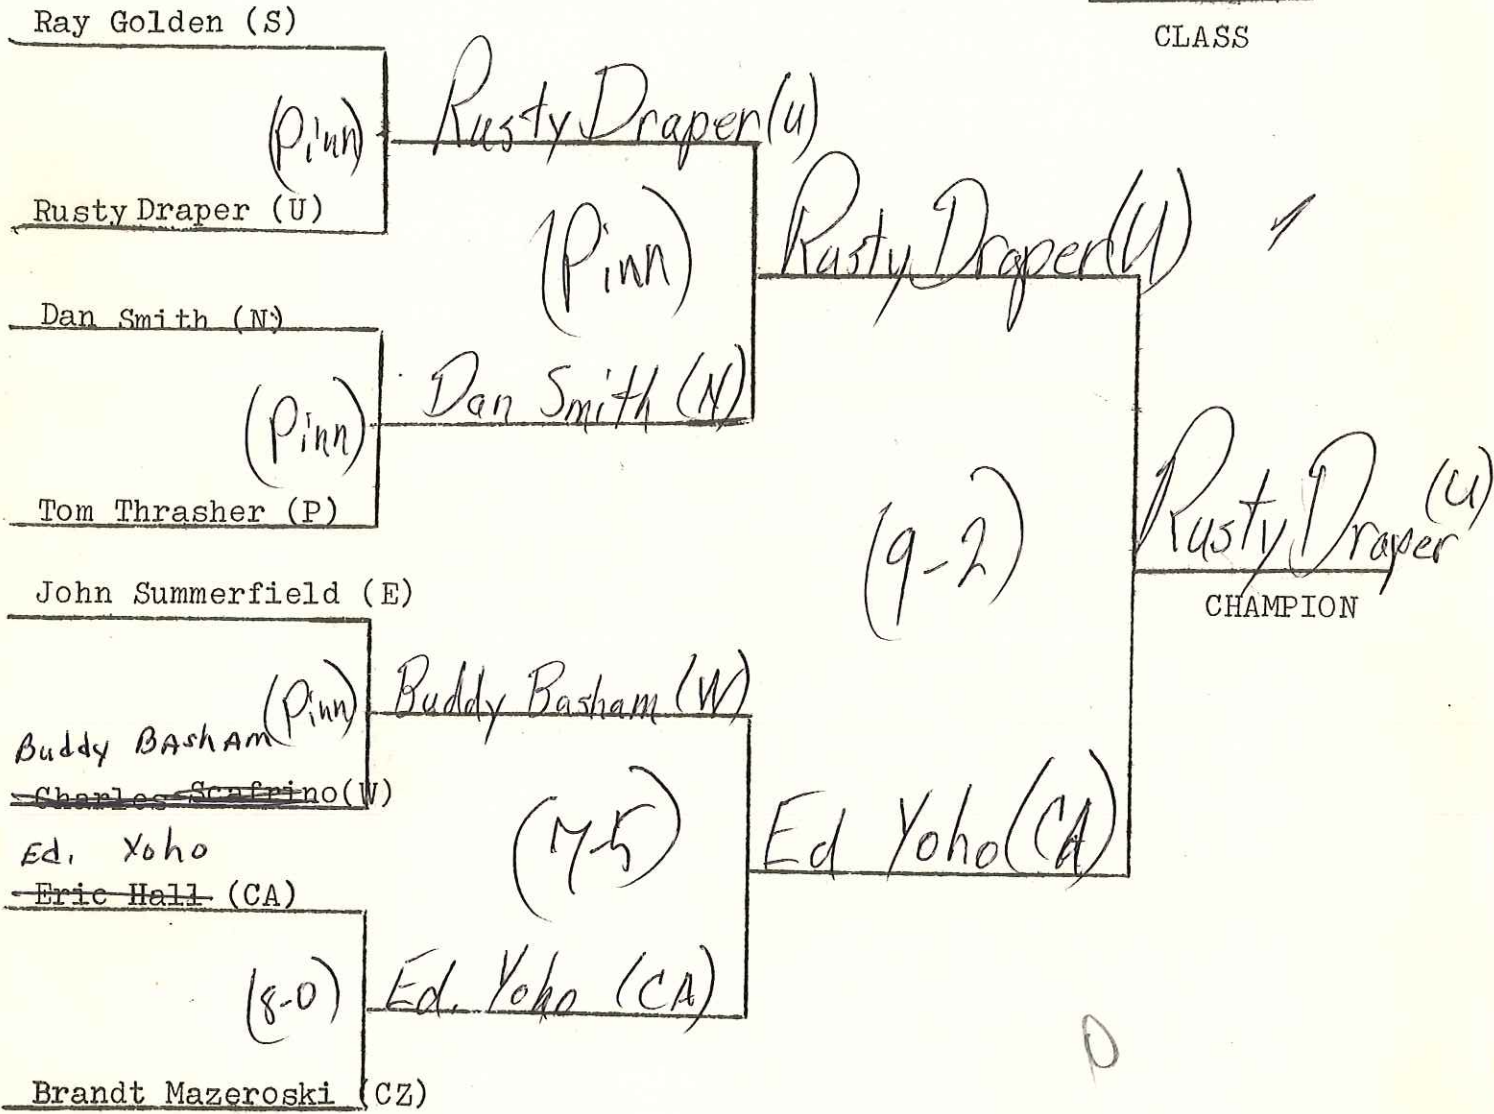 Ray Golden (S)
CLASS
Rusty Draper (U)
(Pinn)
Rusty Draper (U)
Rusty Draper (U)
(Pinn)
Dan Smith (N)
Dan Smith (N)
(Pinn)
Rusty Draper (U)
Tom Thrasher (P)
(9-2)
CHAMPION
John Summerfield (E)
Buddy Basham (W)
(Pinn)
Buddy BAshAm
Charles Scafrino(W)
Ed Yoho (CA)
(7-5)
Ed. Yoho
Eric Hall (CA)
Ed. Yoho (CA)
(8-0)
Brandt Mazeroski (CZ)